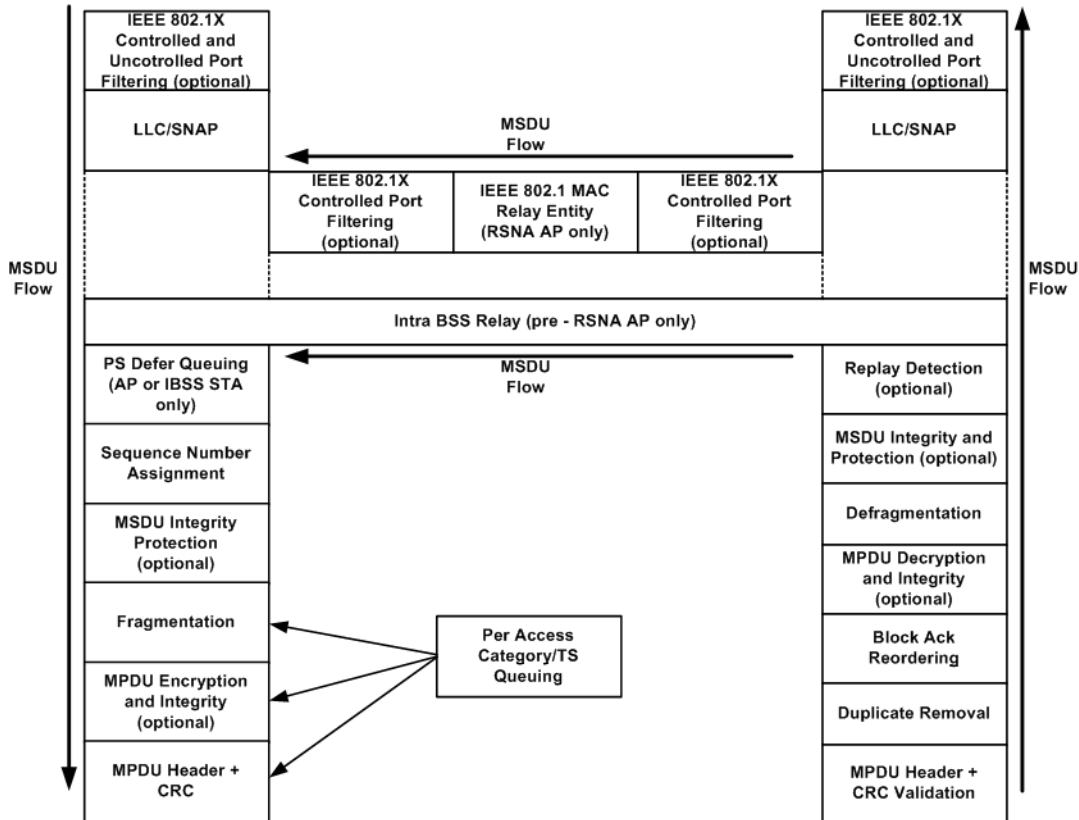 IEEE 802.1X
Controlled and
Uncotrolled Port
Filtering (optional)
LLC/SNAP
MSDU
Flow
PS Defer Queuing
(AP or IBSS STA
only)
Sequence Number
Assignment
MSDU Integrity
Protection
(optional)
Fragmentation
MPDU Encryption
and Integrity
(optional)
MPDU Header +
CRC
MSDU
Flow
IEEE 802.1X
Controlled Port
Filtering
(optional)
IEEE 802.1 MAC
Relay Entity
(RSNA AP only)
IEEE 802.1X
Controlled Port
Filtering
(optional)
Intra BSS Relay (pre - RSNA AP only)
MSDU
Flow
Per Access
Category/TS
Queuing
IEEE 802.1X
Controlled and
Uncotrolled Port
Filtering (optional)
LLC/SNAP
MSDU
Flow
Replay Detection
(optional)
MSDU Integrity and
Protection (optional)
Defragmentation
MPDU Decryption
and Integrity
(optional)
Block Ack
Reordering
Duplicate Removal
MPDU Header +
CRC Validation